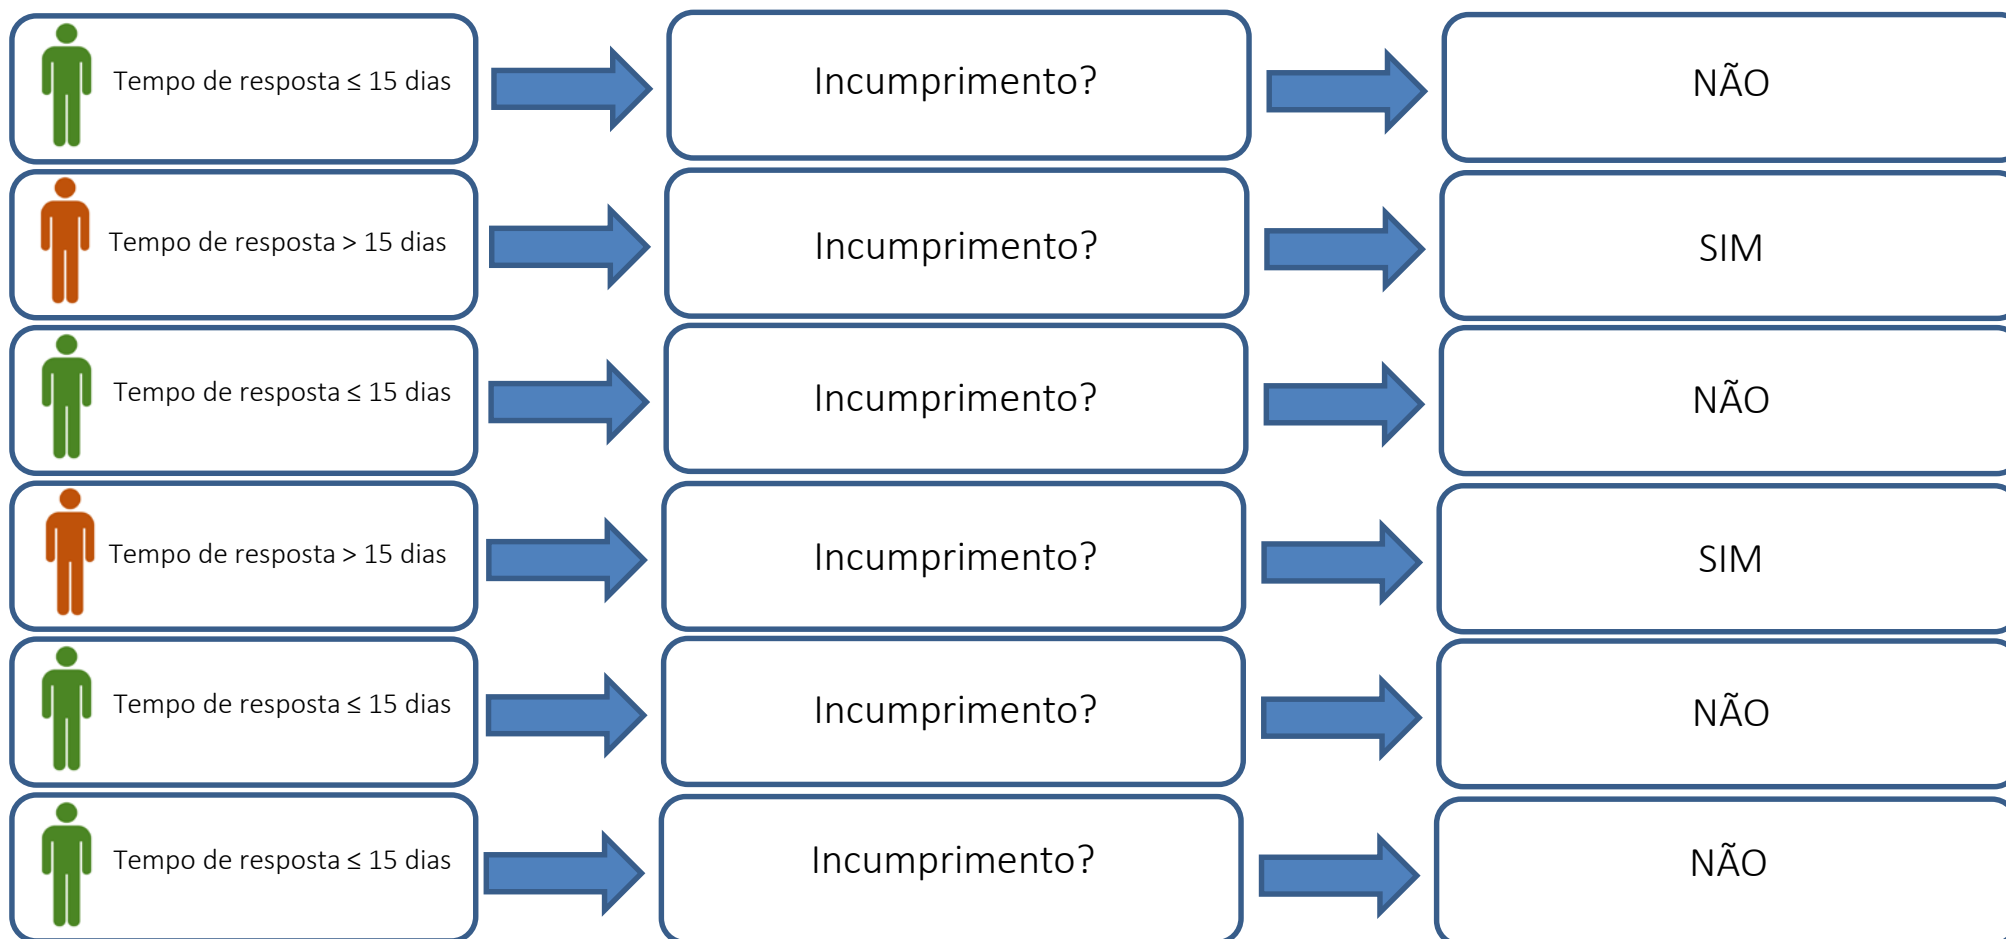 Tempo de resposta ≤ 15 dias
Incumprimento?
NÃO
Tempo de resposta > 15 dias
Incumprimento?
SIM
Tempo de resposta ≤ 15 dias
Incumprimento?
NÃO
Tempo de resposta > 15 dias
Incumprimento?
SIM
Tempo de resposta ≤ 15 dias
Incumprimento?
NÃO
Tempo de resposta ≤ 15 dias
Incumprimento?
NÃO